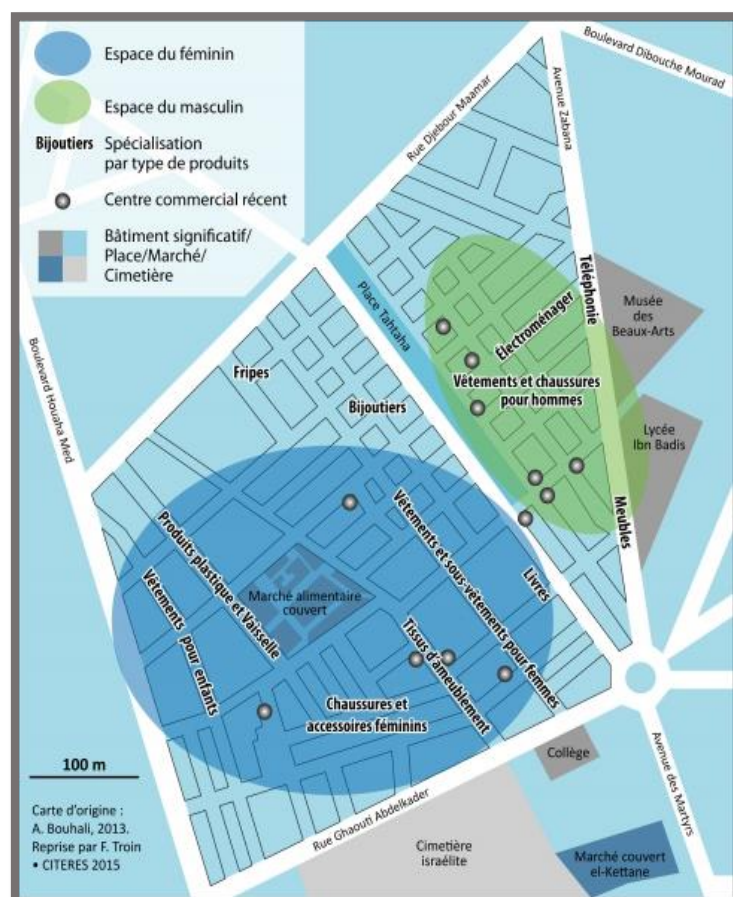 Espace du féminin
Espace du masculin
Bijoutiers
Spécialisation
par type de produits
Centre commercial récent
Bâtiment significatif/
Place/Marché/
Cimetière
Boulevard Dibouche Mourad
Avenue Zabana
Rue Djebour Maamar
Place Tahtaha
Téléphonie
Musée
des
Beaux-Arts
Électroménager
Vêtements et chaussures
pour hommes
Lycée
Ibn Badis
Meubles
Boulevard Houaha Med
Fripes
Bijoutiers
Produits plastique et Vaisselle
Vêtements pour enfants
Marché alimentaire
couvert
Vêtements et sous-vêtements pour femmes
Livres
Tissus d'ameublement
Chaussures et
accessoires féminins
100 m
Collège
Avenue des Martyrs
Rue Ghaouti Abdelkader
Cimetière
israélite
Marché couvert
el-Kettane
Carte d'origine :
A. Bouhali, 2013.
Reprise par F. Troin
• CITERES 2015